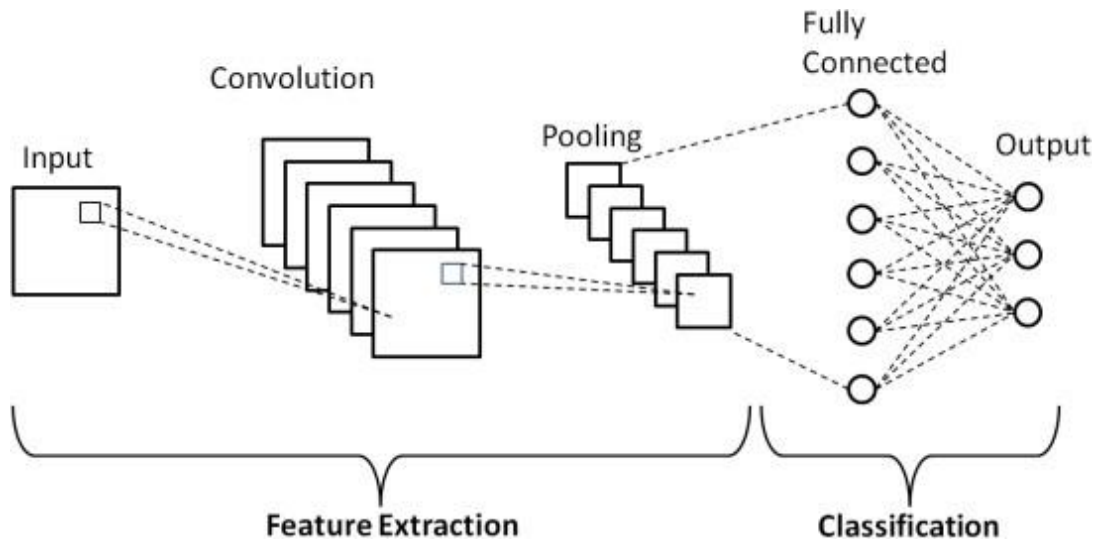 Fully
Connected
Convolution
Pooling
Input
Output
Feature Extraction
Classification